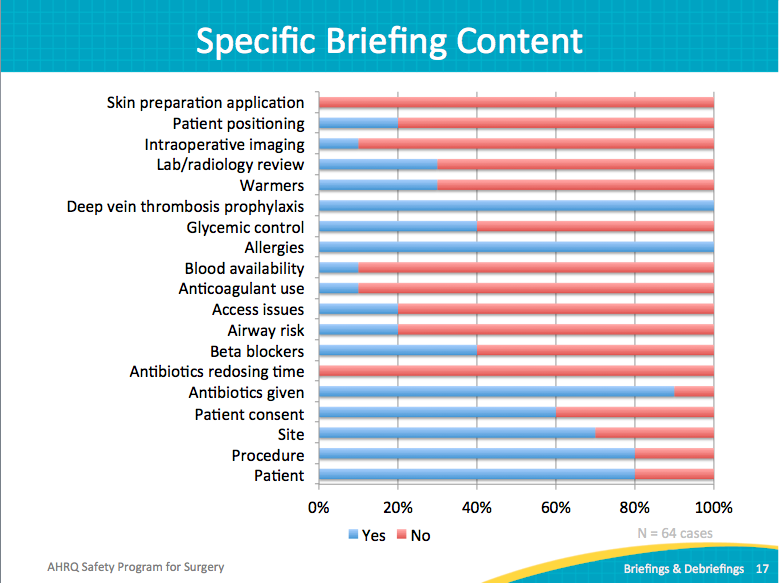 Specific Briefing Content
Skin preparation application
Patient positioning
Intraoperative imaging
Lab/radiology review
Warmers
Deep vein thrombosis prophylaxis
Glycemic control
Allergies
Blood availability
Anticoagulant use
Access issues
Airway risk
Beta blockers
Antibiotics redosing time
Antibiotics given
Patient consent
Site
Procedure
Patient
0% 20% 40% 60% 80% 100%
Yes No
N = 64 cases
AHRQ Safety Program for Surgery
Briefings & Debriefings 17